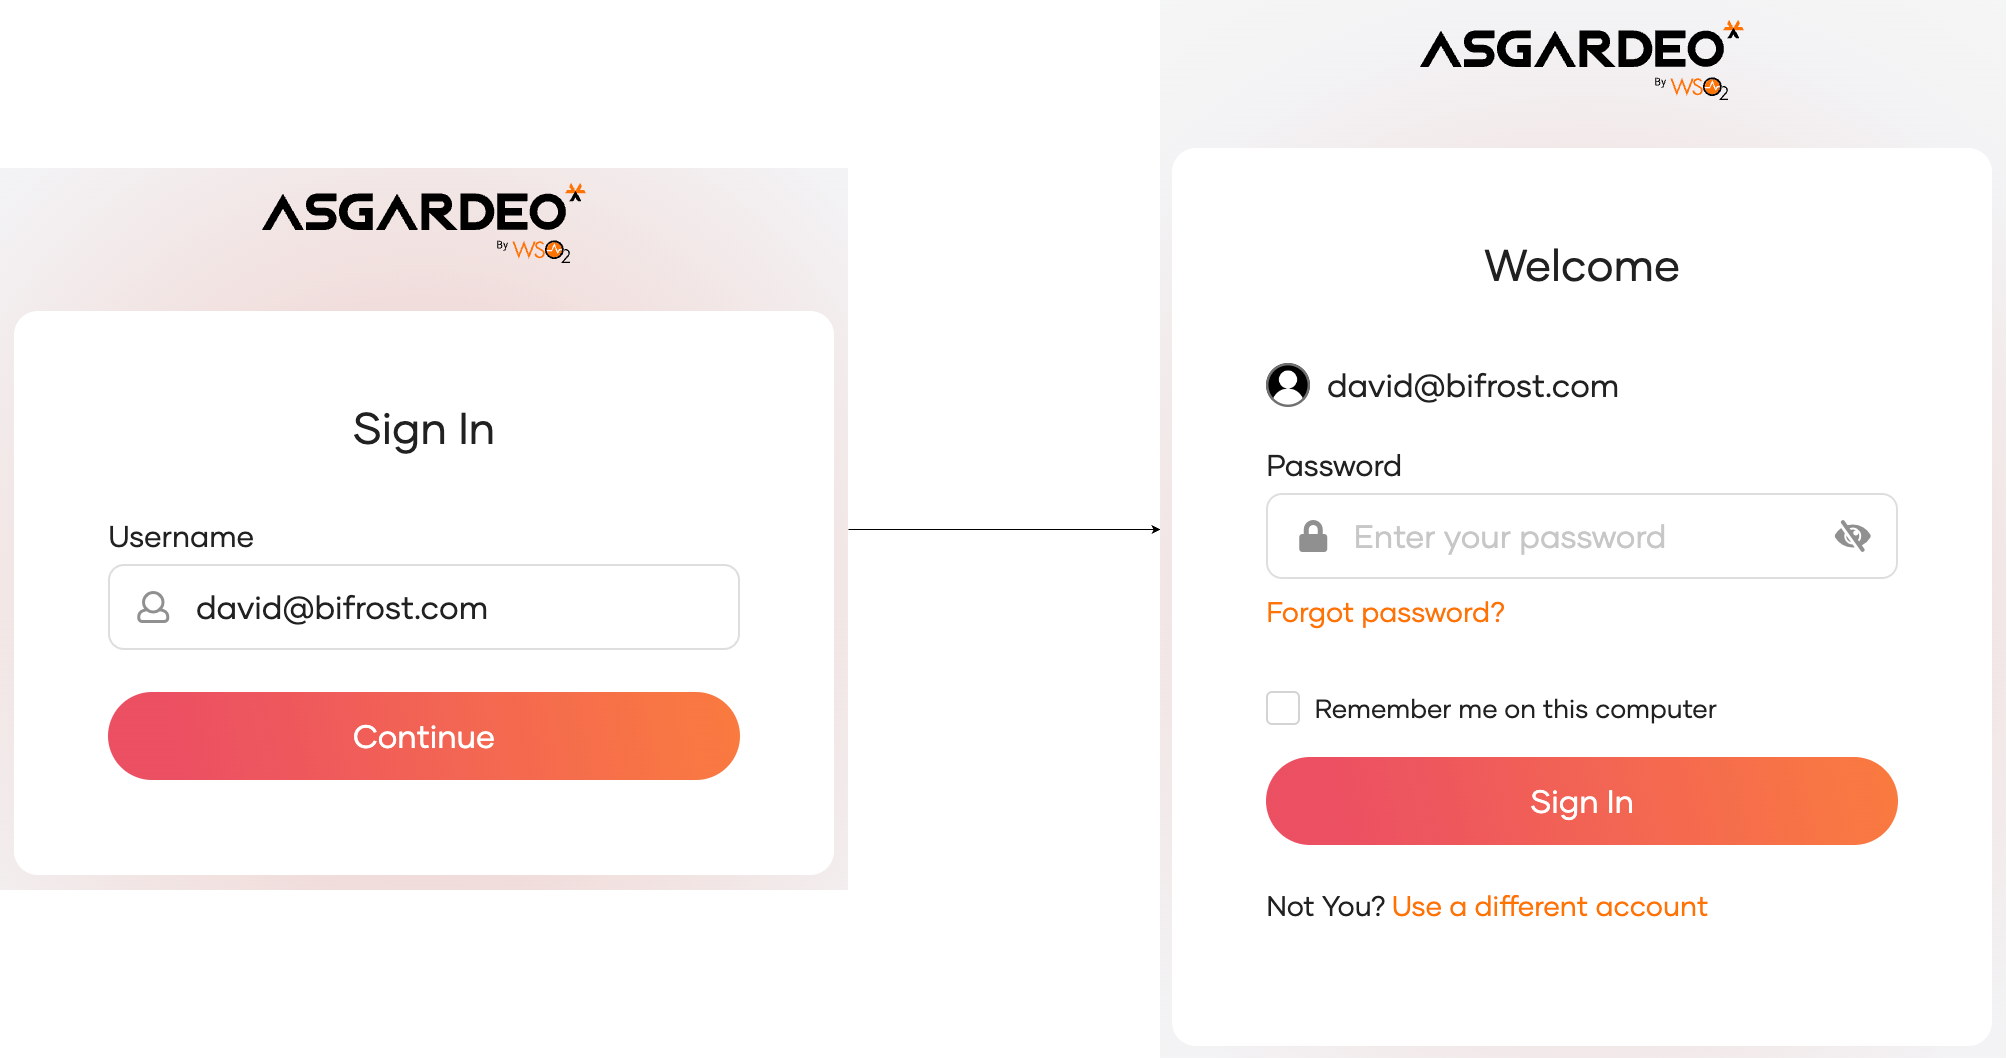 ASGARDEO
By WSO2
Sign In
Username
david@bifrost.com
Continue
ASGARDEO
By WSO2
Welcome
david@bifrost.com
Password
Enter your password
Forgot password?
Remember me on this computer
Sign In
Not You? Use a different account